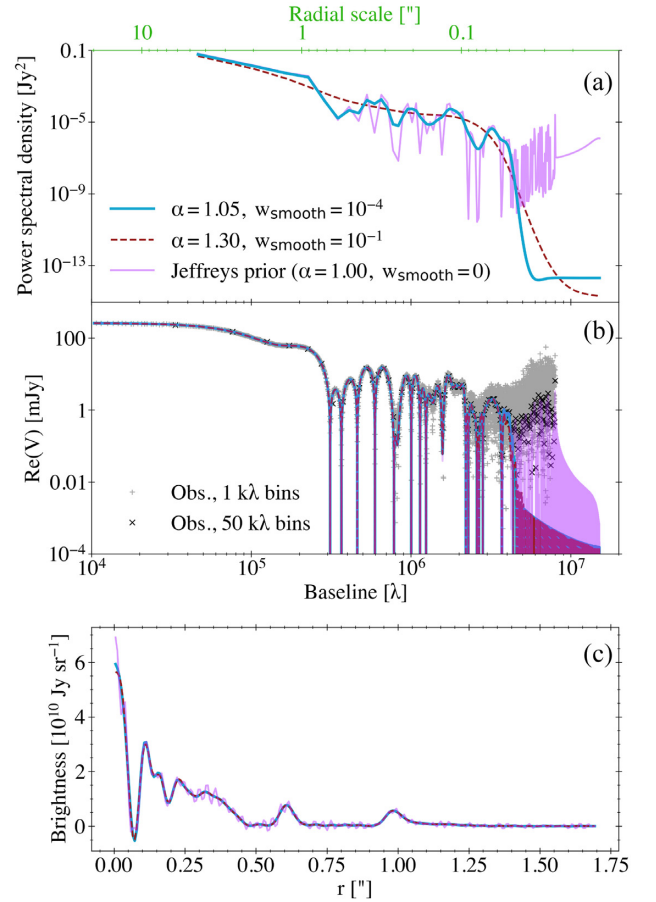 Radial scale ["]
10 1 0.1
Power spectral density [Jy²]
0.1
10⁻⁵
10⁻⁹
10⁻¹³
(a)
α = 1.05, w_smooth = 10⁻⁴
α = 1.30, w_smooth = 10⁻¹
Jeffreys prior (α = 1.00, w_smooth = 0)
Re(V) [mJy]
100
1
0.01
10⁻⁴
(b)
Obs., 1 kλ bins
Obs., 50 kλ bins
10⁴ 10⁵ 10⁶ 10⁷
Baseline [λ]
Brightness [10¹⁰ Jy sr⁻¹]
6
4
2
0
(c)
0.00 0.25 0.50 0.75 1.00 1.25 1.50 1.75
r ["]